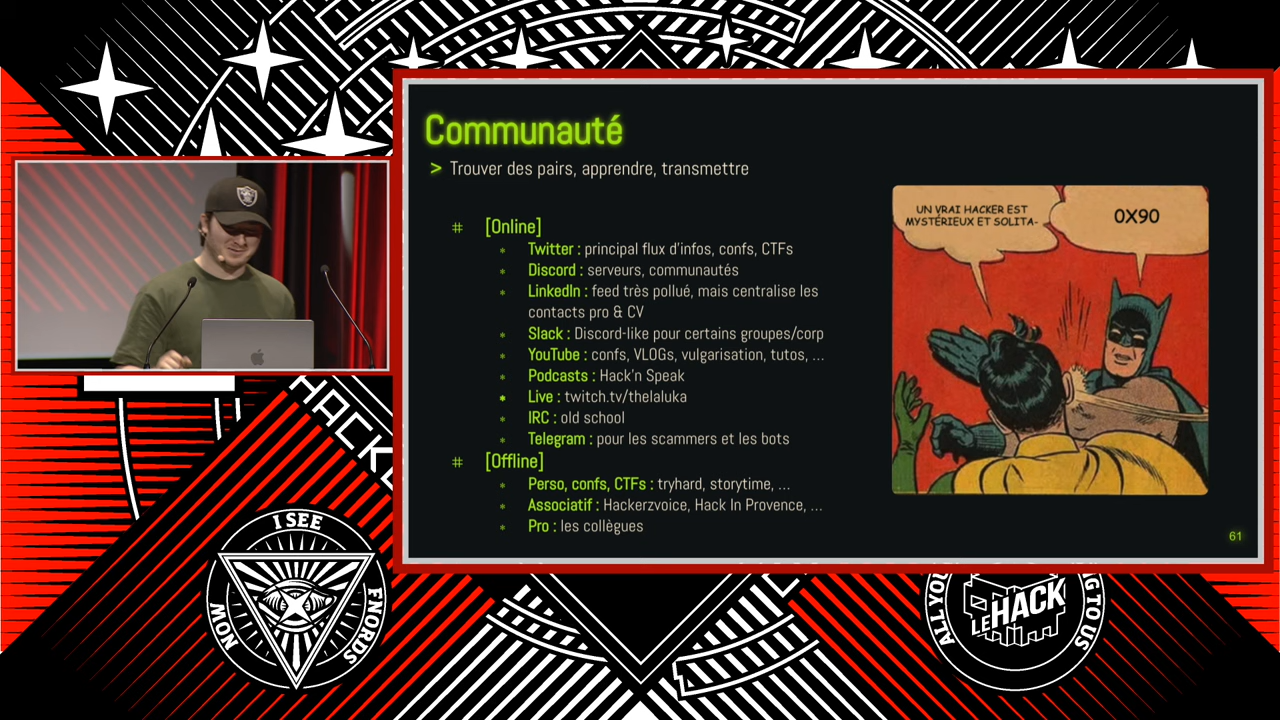 Communauté
> Trouver des pairs, apprendre, transmettre
# [Online]
* Twitter : principal flux d'infos, confs, CTFs
* Discord : serveurs, communautés
* LinkedIn : feed très pollué, mais centralise les
contacts pro & CV
* Slack : Discord-like pour certains groupes/corp
* YouTube : confs, VLOGs, vulgarisation, tutos, ...
* Podcasts : Hack'n Speak
* Live : twitch.tv/thelaluka
* IRC : old school
* Telegram : pour les scammers et les bots
# [Offline]
* Perso, confs, CTFs : tryhard, storytime, ...
* Associatif : Hackerzvoice, Hack In Provence, ...
* Pro : les collègues
UN VRAI HACKER EST
MYSTÉRIEUX ET SOLITA-
0X90
61
I SEE
FNORDS
NOW
LEHACK
TO US